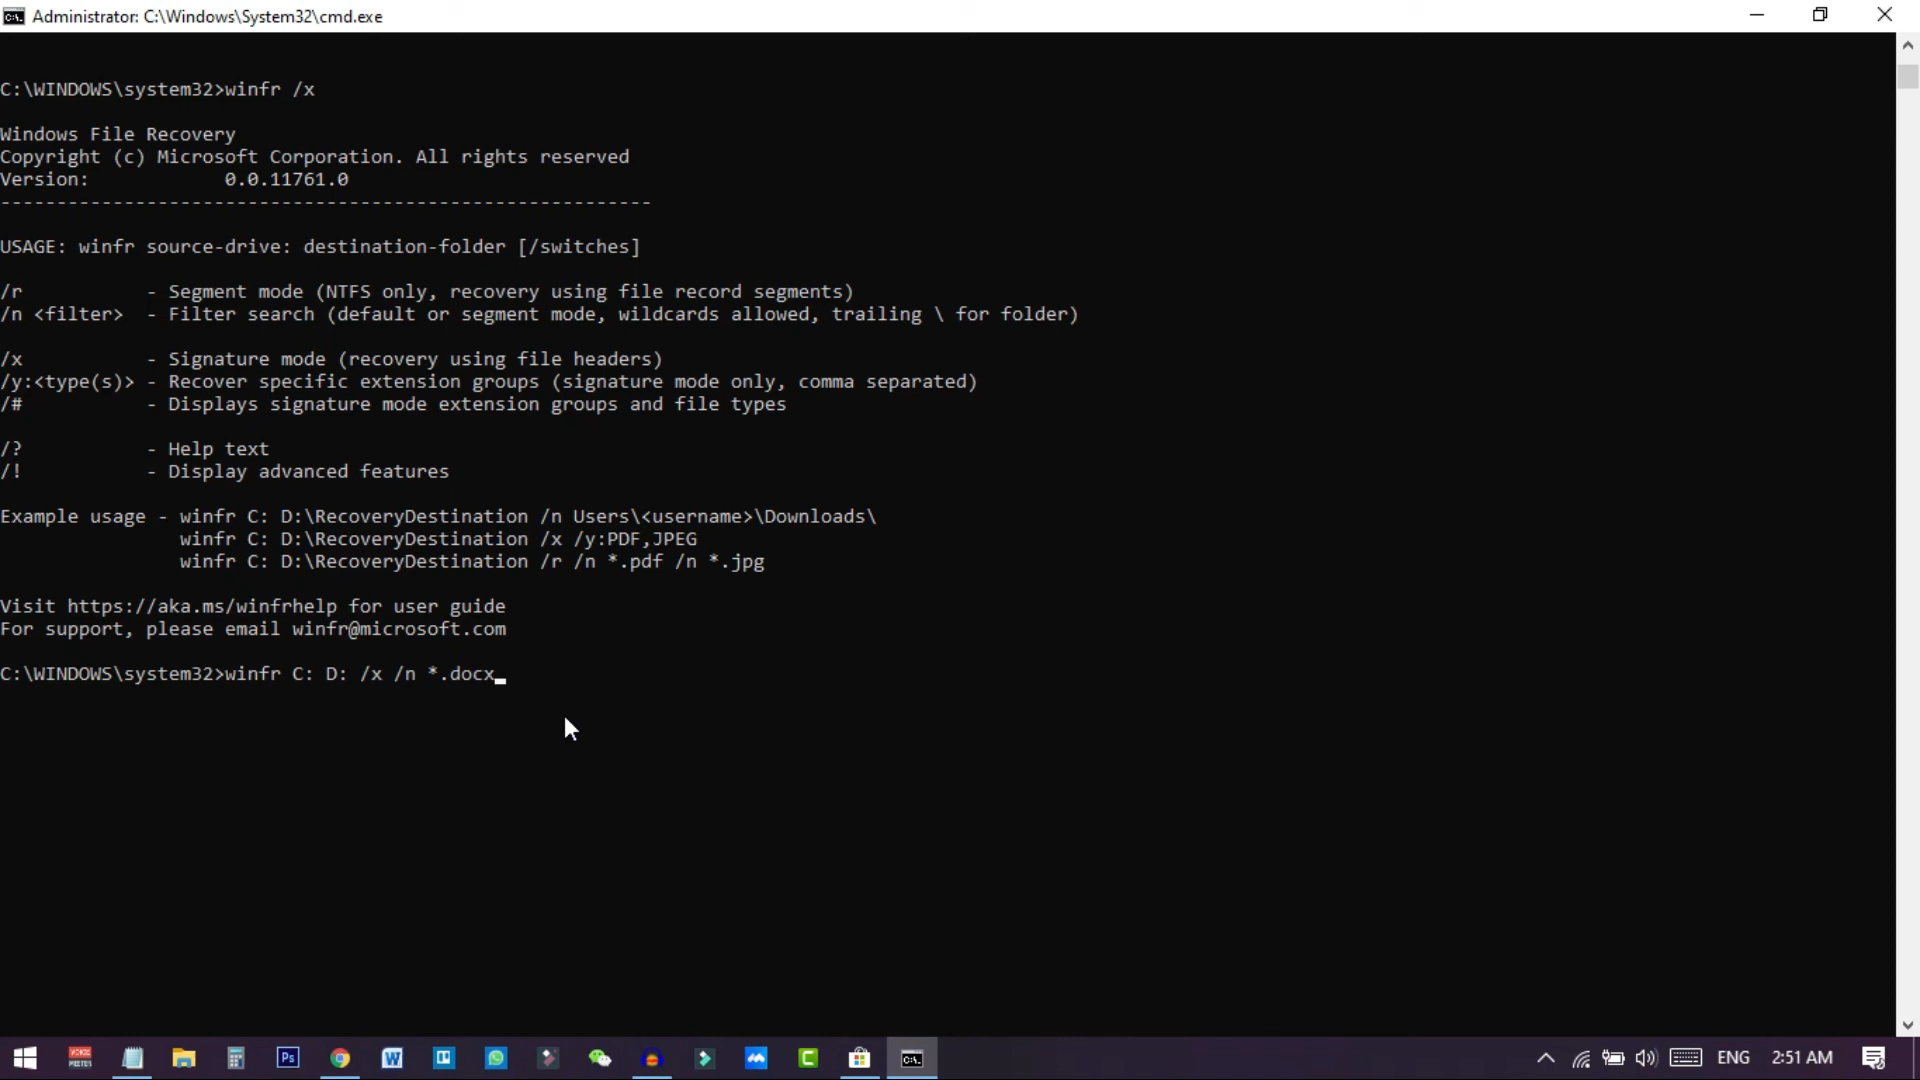 Administrator: C:\Windows\System32\cmd.exe
C:\WINDOWS\system32>winfr /x
Windows File Recovery
Copyright (c) Microsoft Corporation. All rights reserved
Version:            0.0.11761.0
----------------------------------------------------------
USAGE: winfr source-drive: destination-folder [/switches]
/r           - Segment mode (NTFS only, recovery using file record segments)
/n <filter>  - Filter search (default or segment mode, wildcards allowed, trailing \ for folder)
/x           - Signature mode (recovery using file headers)
/y:<type(s)> - Recover specific extension groups (signature mode only, comma separated)
/#           - Displays signature mode extension groups and file types
/?           - Help text
/!           - Display advanced features
Example usage - winfr C: D:\RecoveryDestination /n Users\<username>\Downloads\
                winfr C: D:\RecoveryDestination /x /y:PDF,JPEG
                winfr C: D:\RecoveryDestination /r /n *.pdf /n *.jpg
Visit https://aka.ms/winfrhelp for user guide
For support, please email winfr@microsoft.com
C:\WINDOWS\system32>winfr C: D: /x /n *.docx
Ps
ENG
2:51 AM